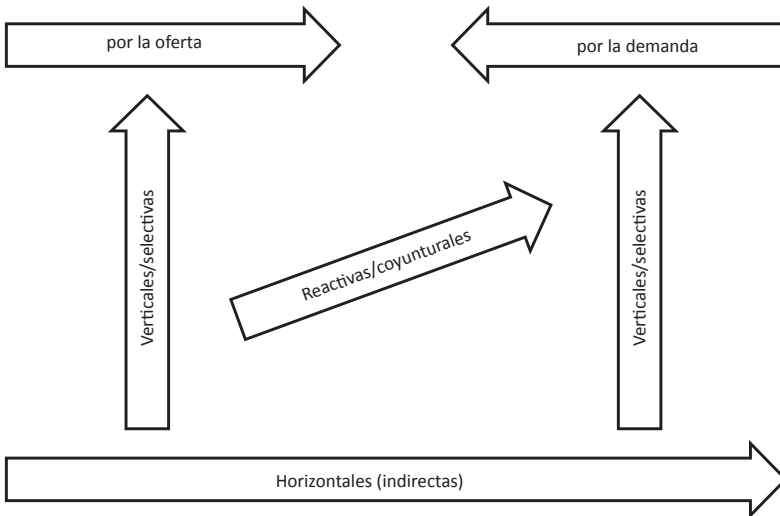 por la oferta
por la demanda
Verticales/selectivas
Reactivas/coyunturales
Verticales/selectivas
Horizontales (indirectas)